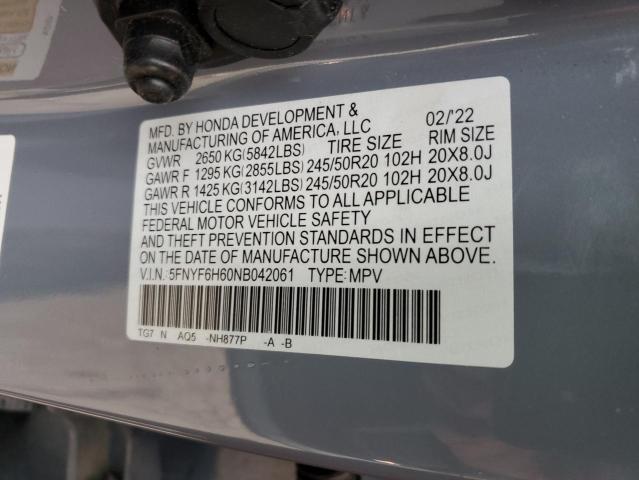 MFD. BY HONDA DEVELOPMENT &
MANUFACTURING OF AMERICA, LLC 02/'22
GVWR 2650 KG(5842LBS) TIRE SIZE RIM SIZE
GAWR F 1295 KG(2855LBS) 245/50R20 102H 20X8.0J
GAWR R 1425 KG(3142LBS) 245/50R20 102H 20X8.0J
THIS VEHICLE CONFORMS TO ALL APPLICABLE
FEDERAL MOTOR VEHICLE SAFETY
AND THEFT PREVENTION STANDARDS IN EFFECT
ON THE DATE OF MANUFACTURE SHOWN ABOVE.
V.I.N.: 5FNYF6H60NB042061 TYPE: MPV
TG7 N AQ5 -NH877P -A -B